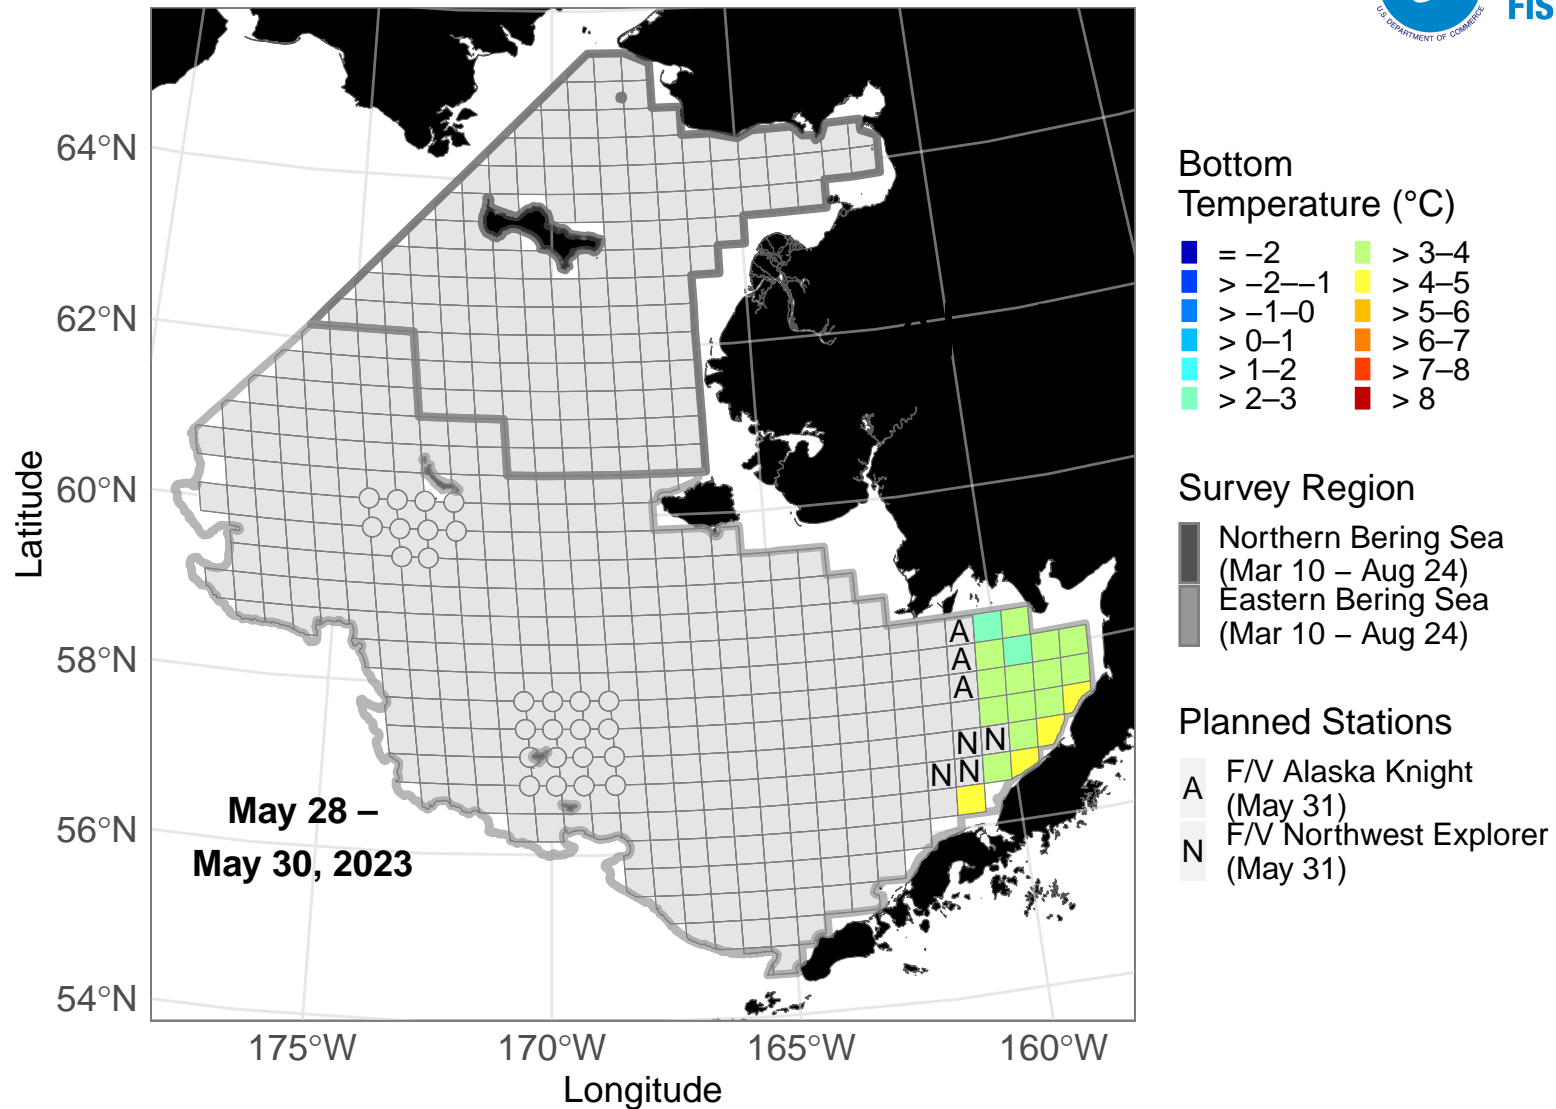 U.S. DEPARTMENT OF COMMERCE
FIS
64°N
62°N
60°N
58°N
56°N
54°N
Latitude
175°W
170°W
165°W
160°W
Longitude
May 28 –
May 30, 2023
A
A
A
N N
N N
Bottom
Temperature (°C)
= −2
> −2−−1
> −1−0
> 0−1
> 1−2
> 2−3
> 3−4
> 4−5
> 5−6
> 6−7
> 7−8
> 8
Survey Region
Northern Bering Sea
(Mar 10 − Aug 24)
Eastern Bering Sea
(Mar 10 − Aug 24)
Planned Stations
A F/V Alaska Knight
(May 31)
N F/V Northwest Explorer
(May 31)